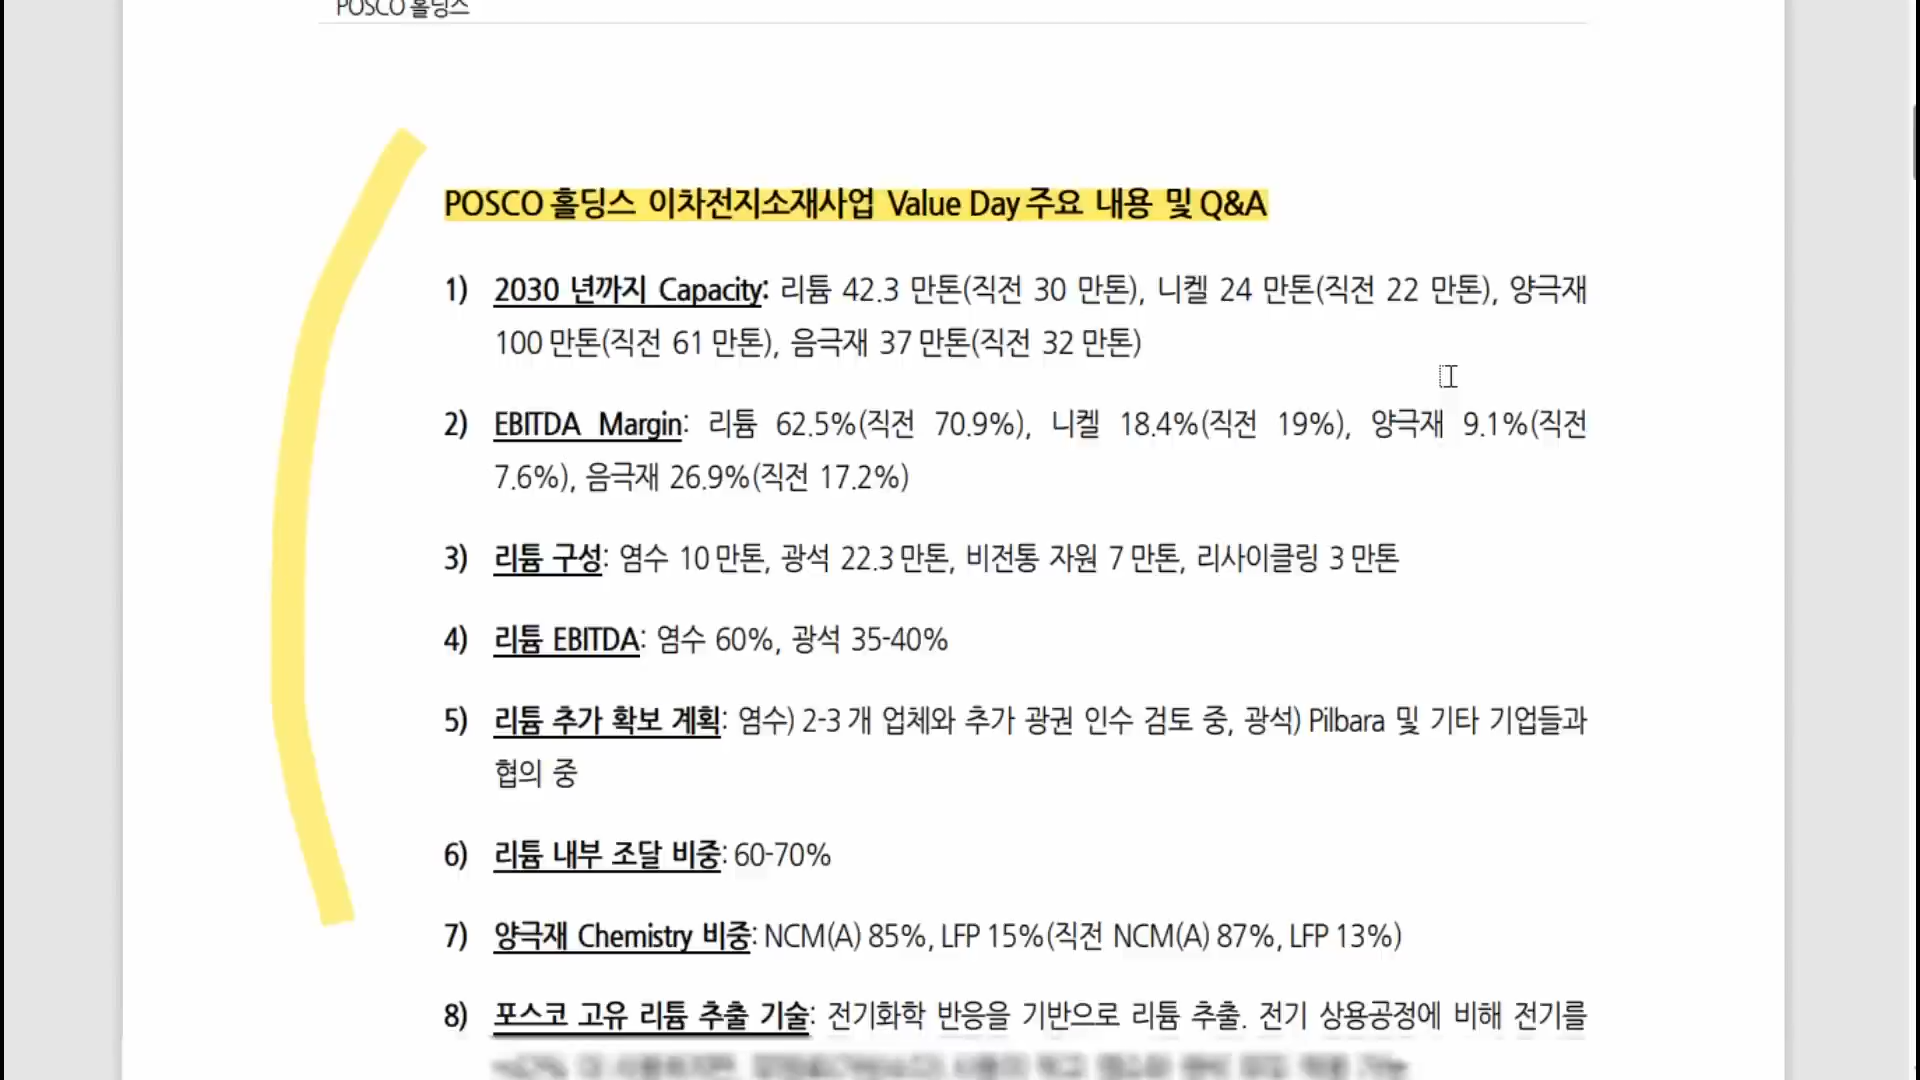 POSCO 홀딩스
POSCO 홀딩스 이차전지소재사업 Value Day 주요 내용 및 Q&A
1) 2030 년까지 Capacity: 리튬 42.3 만톤(직전 30 만톤), 니켈 24 만톤(직전 22 만톤), 양극재
100 만톤(직전 61 만톤), 음극재 37 만톤(직전 32 만톤)
2) EBITDA Margin: 리튬 62.5%(직전 70.9%), 니켈 18.4%(직전 19%), 양극재 9.1%(직전
7.6%), 음극재 26.9%(직전 17.2%)
3) 리튬 구성: 염수 10 만톤, 광석 22.3 만톤, 비전통 자원 7 만톤, 리사이클링 3 만톤
4) 리튬 EBITDA: 염수 60%, 광석 35-40%
5) 리튬 추가 확보 계획: 염수) 2-3 개 업체와 추가 광권 인수 검토 중, 광석) Pilbara 및 기타 기업들과
협의 중
6) 리튬 내부 조달 비중: 60-70%
7) 양극재 Chemistry 비중: NCM(A) 85%, LFP 15%(직전 NCM(A) 87%, LFP 13%)
8) 포스코 고유 리튬 추출 기술: 전기화학 반응을 기반으로 리튬 추출. 전기 상용공정에 비해 전기를